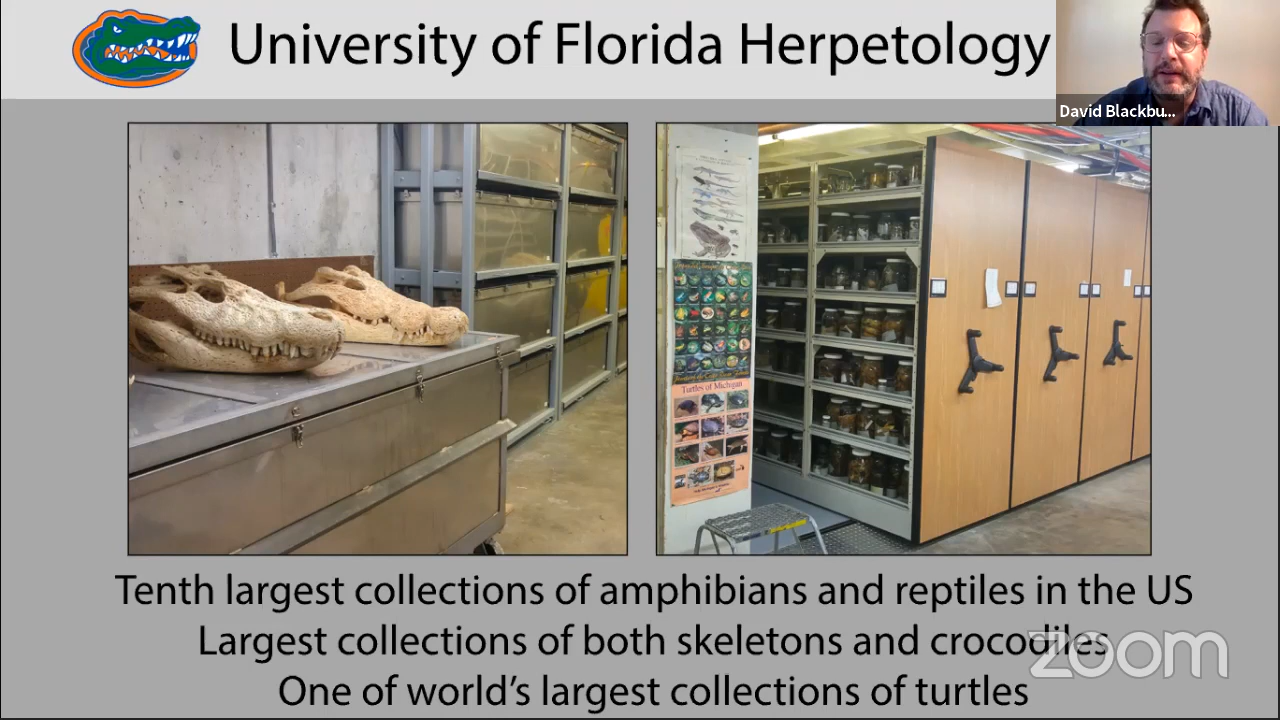 University of Florida Herpetology
David Blackbu...
Turtles of Michigan
Tenth largest collections of amphibians and reptiles in the US
Largest collections of both skeletons and crocodiles
One of world's largest collections of turtles
zoom